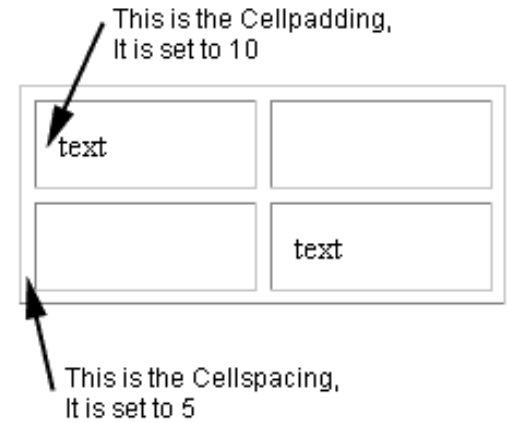 This is the Cellpadding,
It is set to 10
text
text
This is the Cellspacing,
It is set to 5